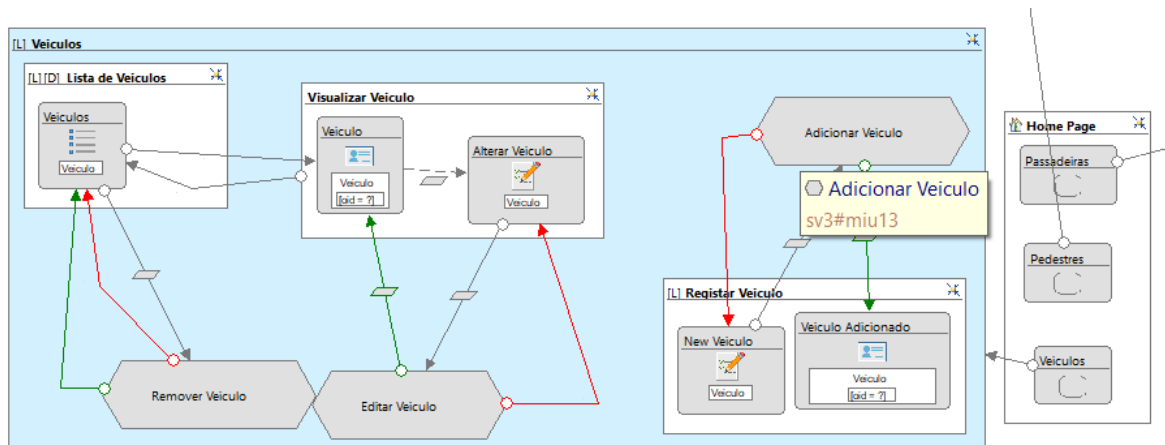 [L] Veiculos
[L][D] Lista de Veiculos
Veiculos
Veiculo
Visualizar Veiculo
Veiculo
Veiculo
[oid = ?]
Alterar Veiculo
Veiculo
Adicionar Veiculo
Adicionar Veiculo
sv3#miu13
Remover Veiculo
Editar Veiculo
[L] Registar Veiculo
New Veiculo
Veiculo
Veiculo Adicionado
Veiculo
[oid = ?]
Home Page
Passadeiras
Pedestres
Veiculos